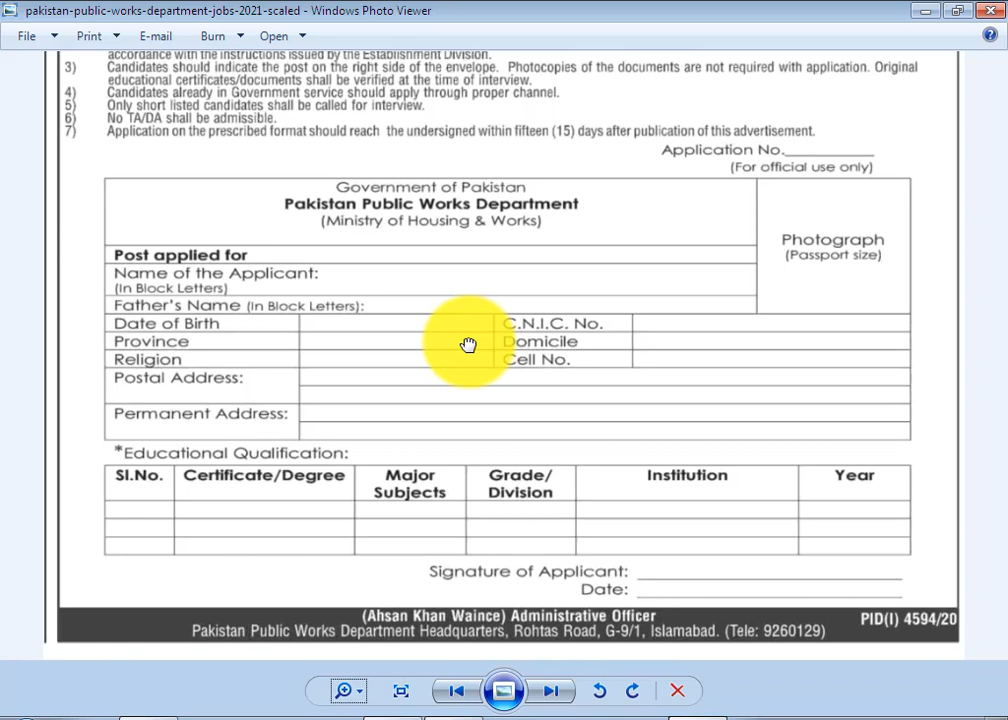 pakistan-public-works-department-jobs-2021-scaled - Windows Photo Viewer
File Print E-mail Burn Open
accordance with the instructions issued by the Establishment Division.
3) Candidates should indicate the post on the right side of the envelope. Photocopies of the documents are not required with application. Original
educational certificates/documents shall be verified at the time of interview.
4) Candidates already in Government service should apply through proper channel.
5) Only short listed candidates shall be called for interview.
6) No TA/DA shall be admissible.
7) Application on the prescribed format should reach the undersigned within fifteen (15) days after publication of this advertisement.
Application No.
(For official use only)
Government of Pakistan
Pakistan Public Works Department
(Ministry of Housing & Works)
Photograph
(Passport size)
Post applied for
Name of the Applicant:
(In Block Letters)
Father's Name (In Block Letters):
Date of Birth C.N.I.C. No.
Province Domicile
Religion Cell No.
Postal Address:
Permanent Address:
*Educational Qualification:
Sl.No. Certificate/Degree Major Subjects Grade/ Division Institution Year
Signature of Applicant:
Date:
(Ahsan Khan Waince) Administrative Officer PID(I) 4594/20
Pakistan Public Works Department Headquarters, Rohtas Road, G-9/1, Islamabad. (Tele: 9260129)